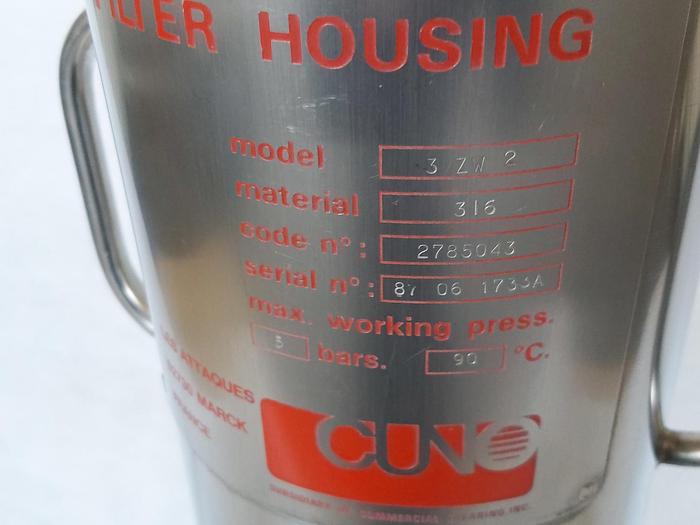 FILTER HOUSING
model 3 ZW 2
material 316
code n°: 2785043
serial n°: 87 06 1733A
max. working press.
5 bars. 90 °C.
LES ATTAQUES
62730 MARCK
FRANCE
CUNO
SUBSIDIARY OF COMMERCIAL SHEARING INC.